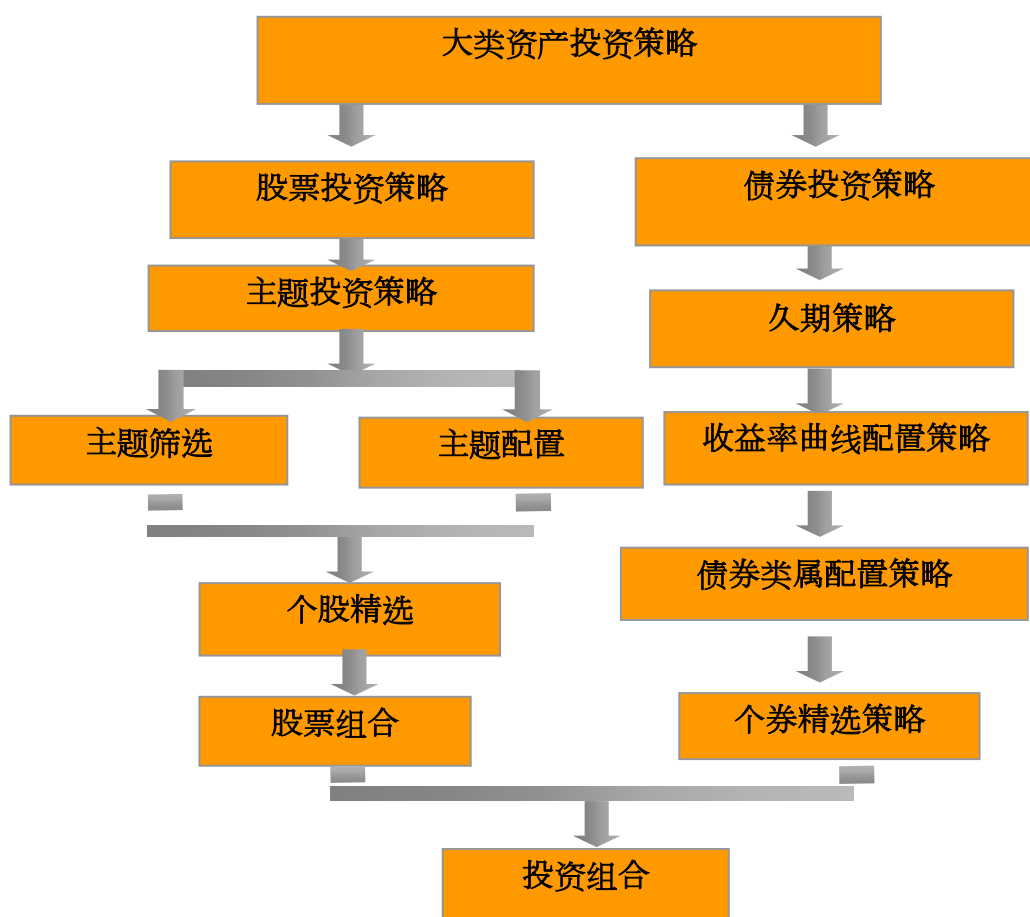 大类资产投资策略
股票投资策略
债券投资策略
主题投资策略
久期策略
主题筛选
主题配置
收益率曲线配置策略
债券类属配置策略
个股精选
股票组合
个券精选策略
投资组合